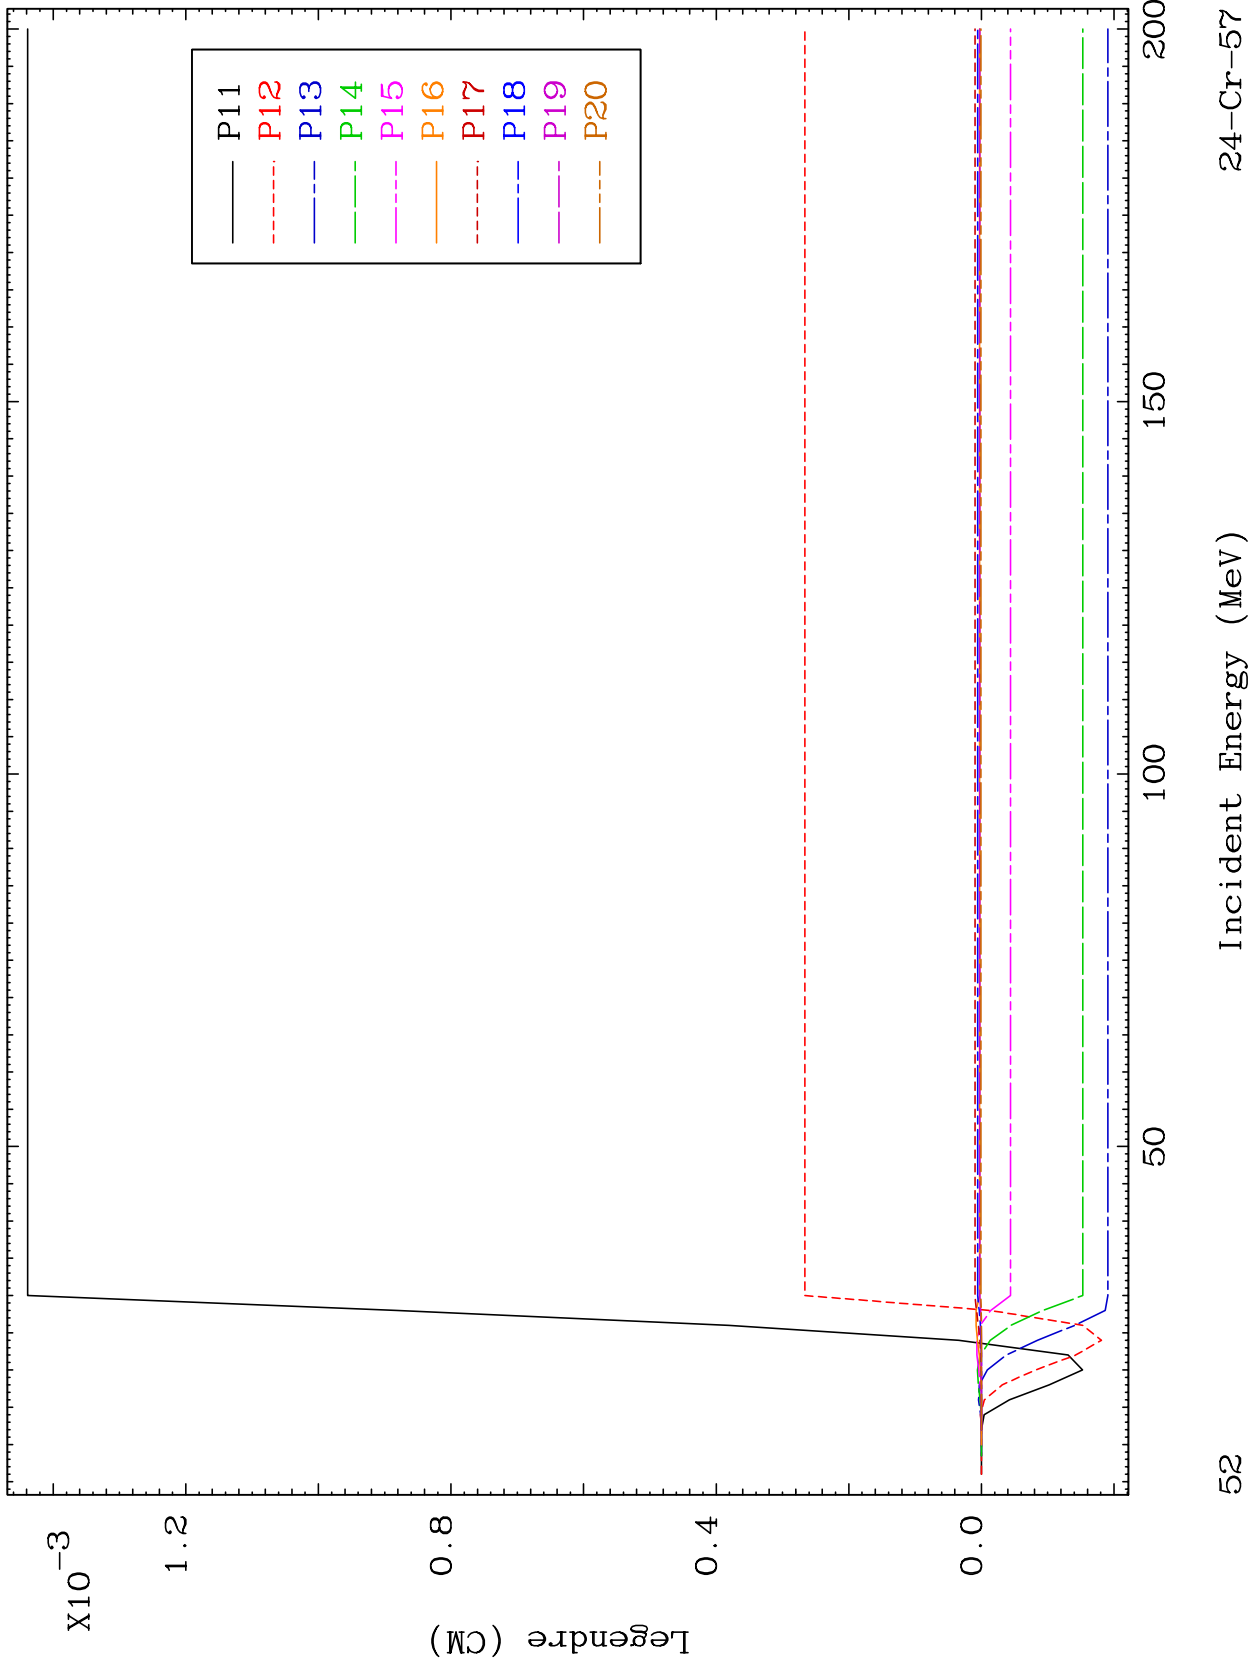 X10-3
1.2
0.8
0.4
0.0
Legendre (CM)
P11
P12
P13
P14
P15
P16
P17
P18
P19
P20
50
100
150
200
Incident Energy (MeV)
52
24-Cr-57